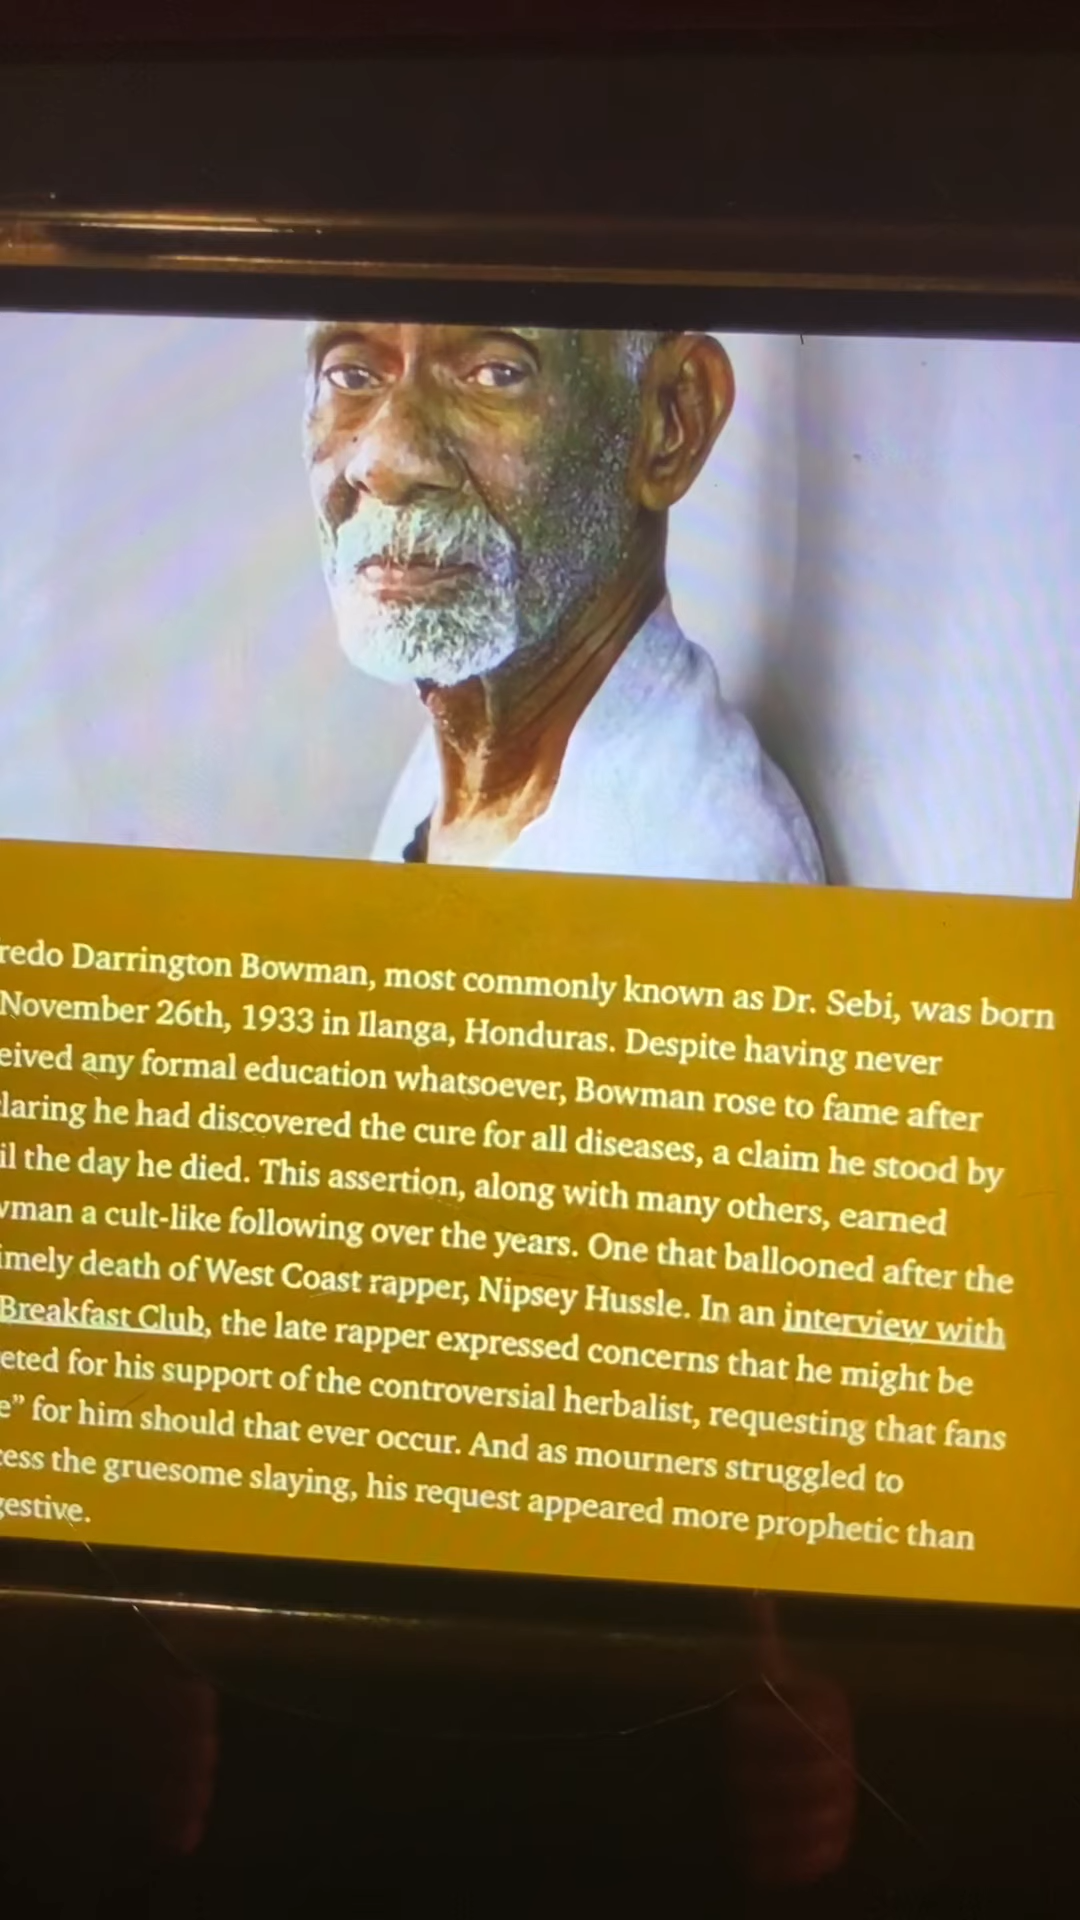 redo Darrington Bowman, most commonly known as Dr. Sebi, was born
November 26th, 1933 in Ilanga, Honduras. Despite having never
eived any formal education whatsoever, Bowman rose to fame after
laring he had discovered the cure for all diseases, a claim he stood by
il the day he died. This assertion, along with many others, earned
wman a cult-like following over the years. One that ballooned after the
imely death of West Coast rapper, Nipsey Hussle. In an interview with
Breakfast Club, the late rapper expressed concerns that he might be
eted for his support of the controversial herbalist, requesting that fans
e” for him should that ever occur. And as mourners struggled to
cess the gruesome slaying, his request appeared more prophetic than
gestive.